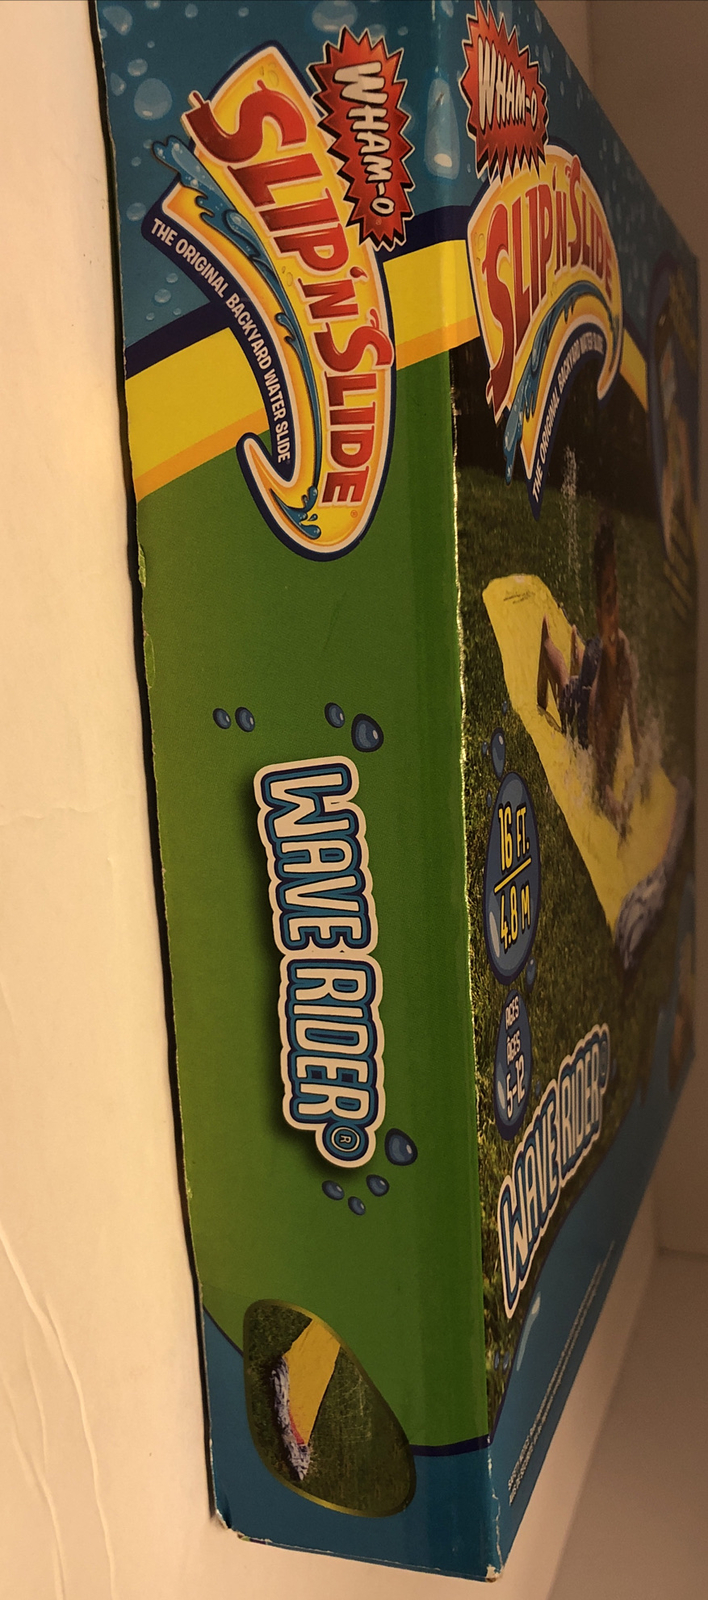 WHAM-O
SLIP'N SLIDE®
THE ORIGINAL BACKYARD WATER SLIDE
WAVE RIDER®
WHAM-O
SLIP'N SLIDE
THE ORIGINAL BACKYARD WATER SLIDE
16 FT.
4.8 M
AGES
AGES
5-12
WAVE RIDER®